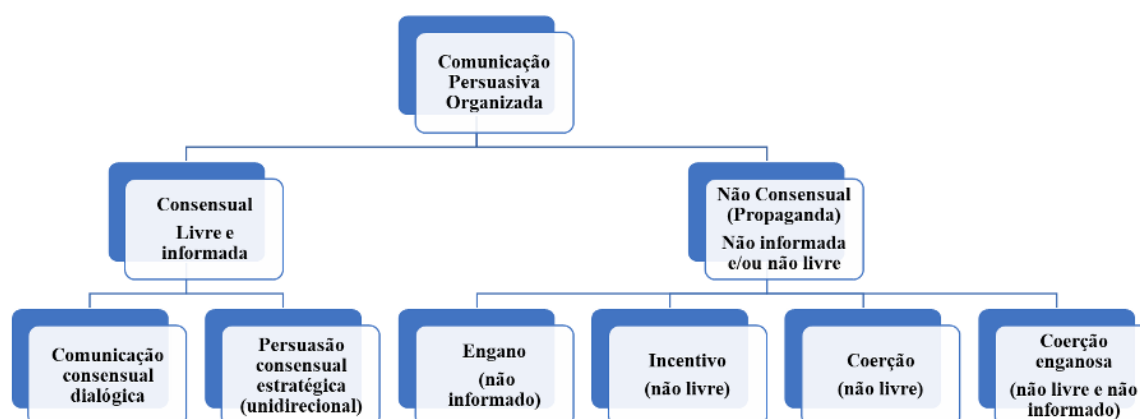 Comunicação
Persuasiva
Organizada
Consensual
Livre e
informada
Não Consensual
(Propaganda)
Não informada
e/ou não livre
Comunicação
consensual
dialógica
Persuasão
consensual
estratégica
(unidirecional)
Engano
(não
informado)
Incentivo
(não livre)
Coerção
(não livre)
Coerção
enganosa
(não livre e não
informado)